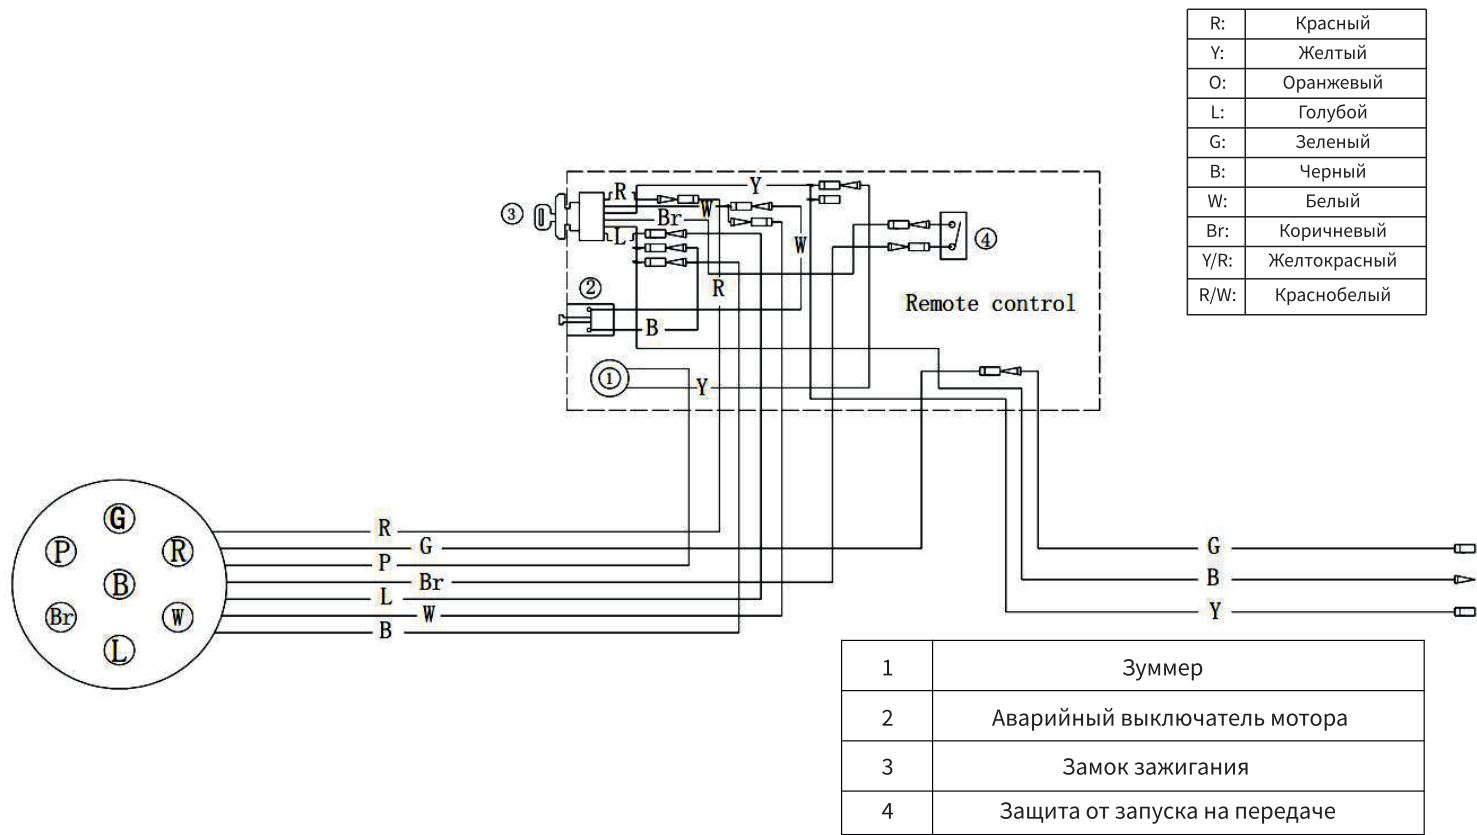 R: Красный
Y: Желтый
O: Оранжевый
L: Голубой
G: Зеленый
B: Черный
W: Белый
Br: Коричневый
Y/R: Желтокрасный
R/W: Краснобелый
R Y
3 W
Br
L W 4
2 R Remote control
B
1 Y
G
P R
B
Br W
L
R
G
P
Br
L
W
B
G
B
Y
1 Зуммер
2 Аварийный выключатель мотора
3 Замок зажигания
4 Защита от запуска на передаче